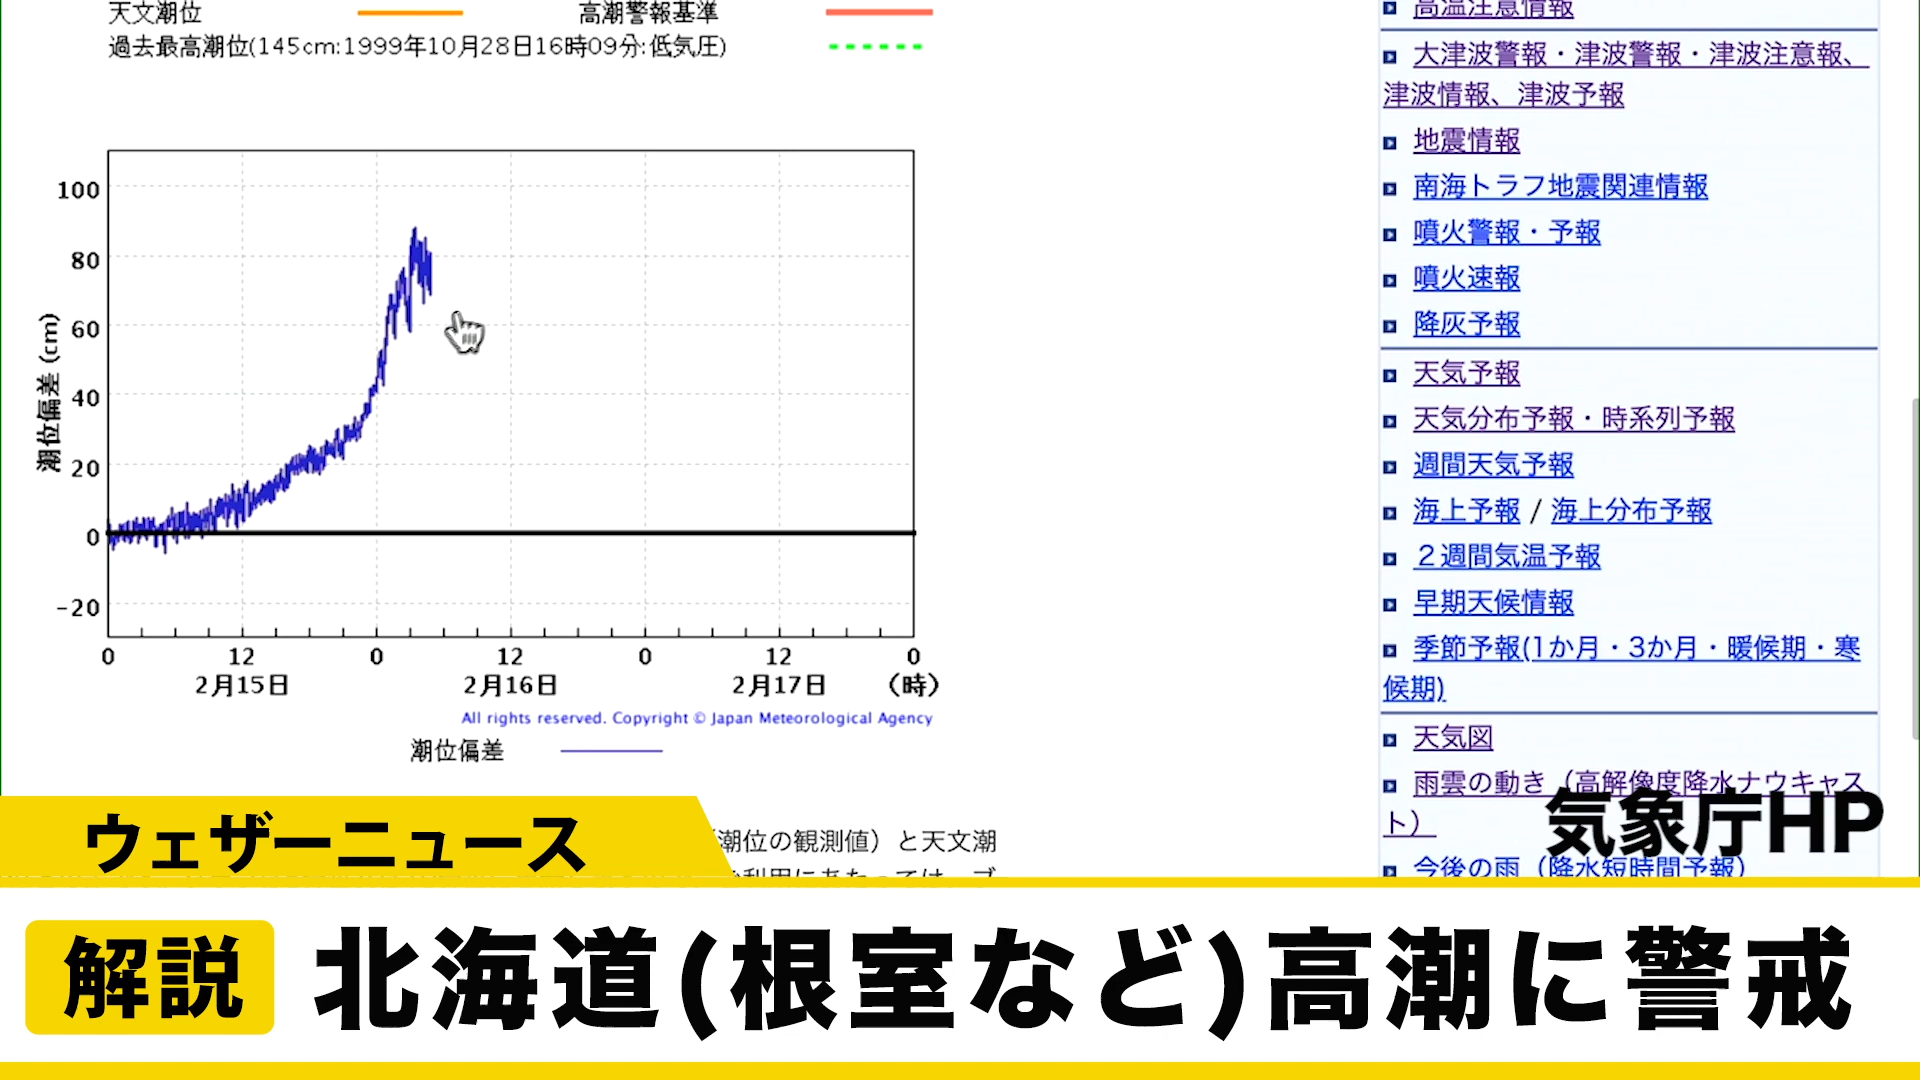 天文潮位
高潮警報基準
過去最高潮位(145cm:1999年10月28日16時09分:低気圧)
潮位偏差 (cm)
100
80
60
40
20
0
-20
0 12 0 12 0 12 0
2月15日 2月16日 2月17日 (時)
All rights reserved. Copyright © Japan Meteorological Agency
潮位偏差
潮位の観測値）と天文潮
高温注意情報
大津波警報・津波警報・津波注意報、
津波情報、津波予報
地震情報
南海トラフ地震関連情報
噴火警報・予報
噴火速報
降灰予報
天気予報
天気分布予報・時系列予報
週間天気予報
海上予報 / 海上分布予報
２週間気温予報
早期天候情報
季節予報(1か月・3か月・暖候期・寒
候期)
天気図
雨雲の動き（高解像度降水ナウキャス
ト）
今後の雨（降水短時間予報）
気象庁HP
ウェザーニュース
解説
北海道(根室など)高潮に警戒